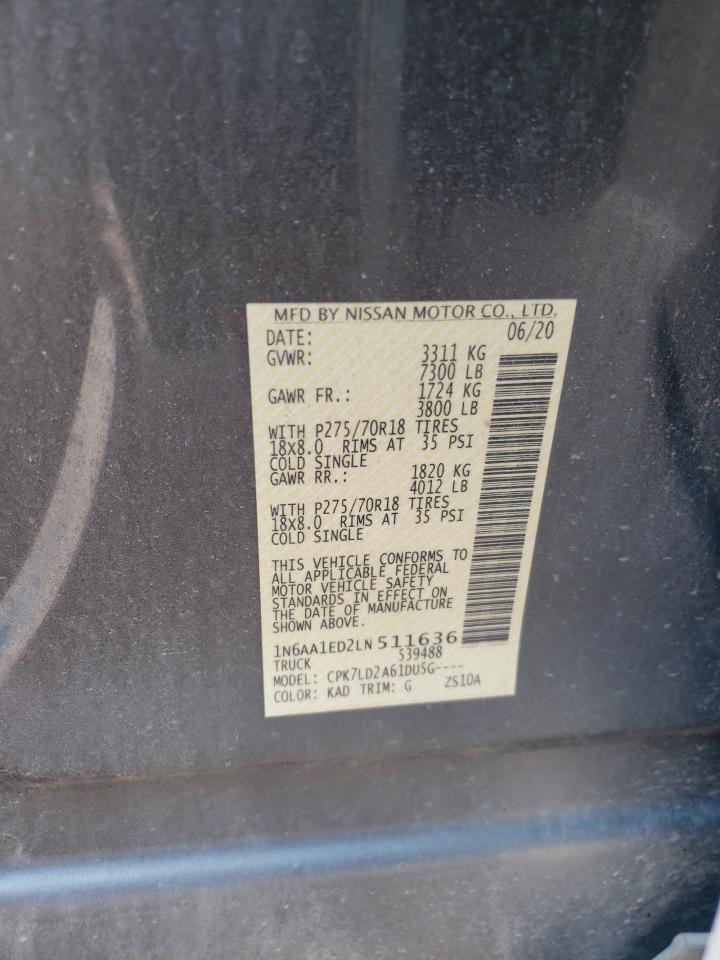 MFD BY NISSAN MOTOR CO., LTD.
DATE: 06/20
GVWR: 3311 KG
7300 LB
GAWR FR.: 1724 KG
3800 LB
WITH P275/70R18 TIRES
18X8.0 RIMS AT 35 PSI
COLD SINGLE
GAWR RR.: 1820 KG
4012 LB
WITH P275/70R18 TIRES
18X8.0 RIMS AT 35 PSI
COLD SINGLE
THIS VEHICLE CONFORMS TO
ALL APPLICABLE FEDERAL
MOTOR VEHICLE SAFETY
STANDARDS IN EFFECT ON
THE DATE OF MANUFACTURE
SHOWN ABOVE.
1N6AA1ED2LN 511636
TRUCK 539488
MODEL: CPK7LD2A61DU5G----
COLOR: KAD TRIM: G ZS10A